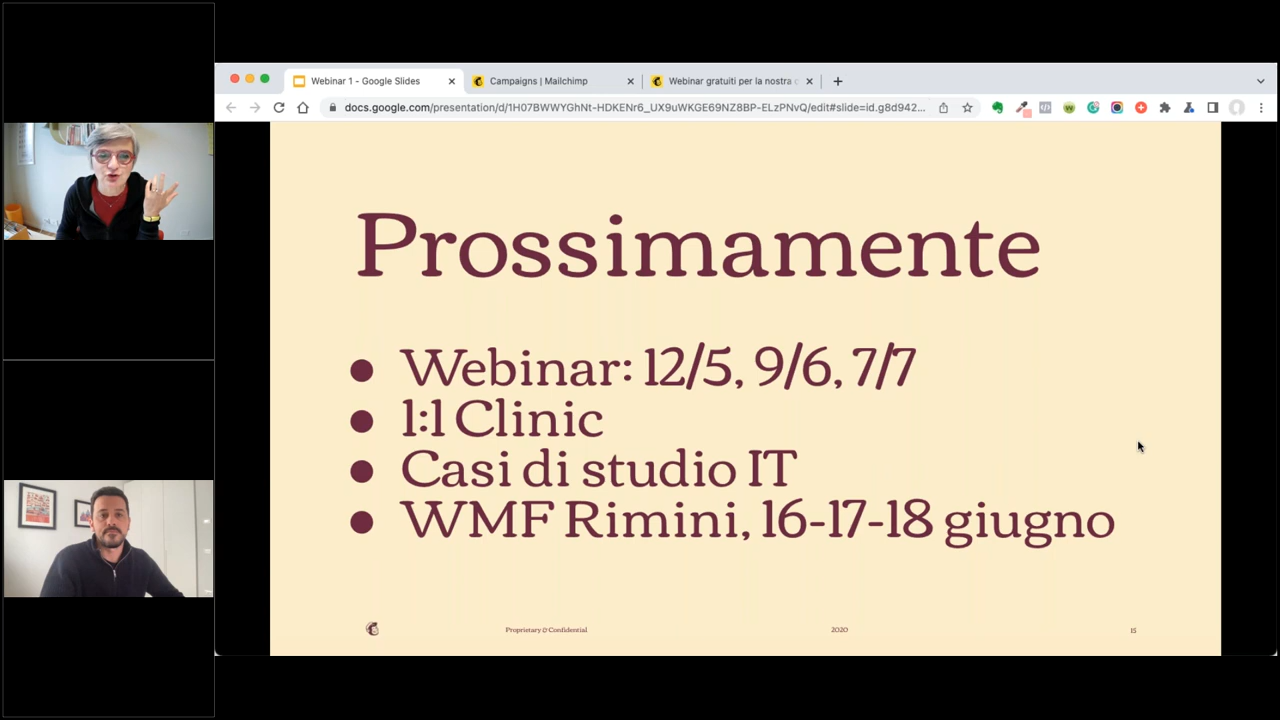 Webinar 1 - Google Slides
Campaigns | Mailchimp
Webinar gratuiti per la nostra c
docs.google.com/presentation/d/1H07BWWYGhNt-HDKENr6_UX9uWKGE69NZ8BP-ELzPNvQ/edit#slide=id.g8d942...
Prossimamente
● Webinar: 12/5, 9/6, 7/7
● 1:1 Clinic
● Casi di studio IT
● WMF Rimini, 16-17-18 giugno
Proprietary & Confidential
2020
15